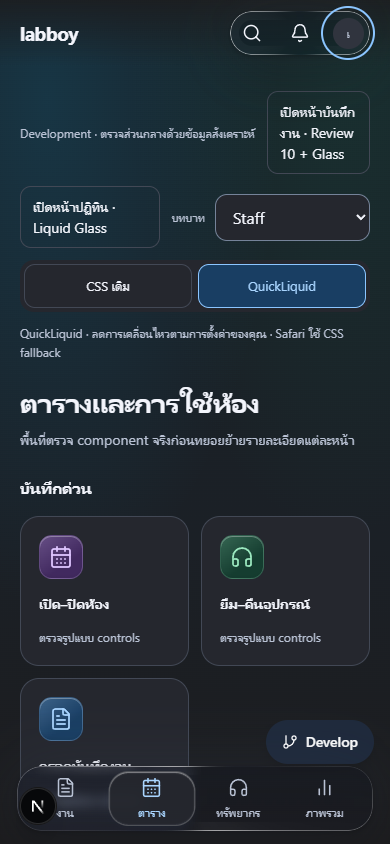 labboy
Development · ตรวจส่วนกลางด้วยข้อมูลสังเคราะห์
เปิดหน้าบันทึก
งาน · Review
10 + Glass
เปิดหน้าปฏิทิน ·
Liquid Glass
บทบาท
Staff
CSS เดิม
QuickLiquid
QuickLiquid · ลดการเคลื่อนไหวตามการตั้งค่าของคุณ · Safari ใช้ CSS
fallback
ตารางและการใช้ห้อง
พื้นที่ตรวจ component จริงก่อนทยอยย้ายรายละเอียดแต่ละหน้า
บันทึกด่วน
เปิด–ปิดห้อง
ตรวจรูปแบบ controls
ยืม–คืนอุปกรณ์
ตรวจรูปแบบ controls
Develop
N
งาน
ตาราง
ทรัพยากร
ภาพรวม